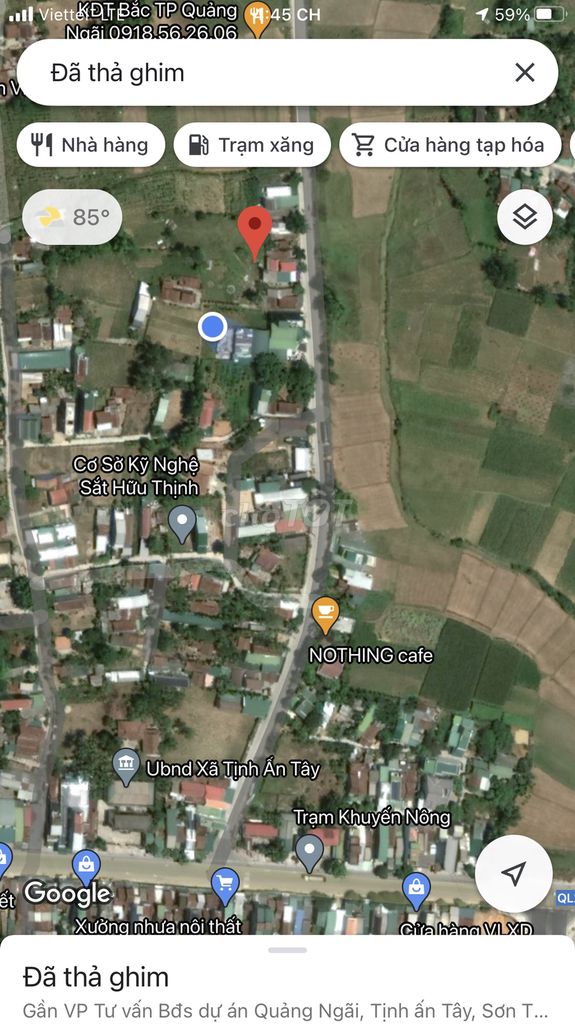 Viettel LTE
:45 CH
59%
KĐT Bắc TP Quảng
Ngãi 0918.56.26.06
Đã thả ghim
Nhà hàng
Trạm xăng
Cửa hàng tạp hóa
85°
Cơ Sở Kỹ Nghệ
Sắt Hữu Thịnh
chợTỐT
NOTHING cafe
Ubnd Xã Tịnh Ấn Tây
Trạm Khuyến Nông
ết
Google
QL
Xưởng nhựa nội thất
Cửa hàng VLXD
Đã thả ghim
Gần VP Tư vấn Bđs dự án Quảng Ngãi, Tịnh ấn Tây, Sơn T...